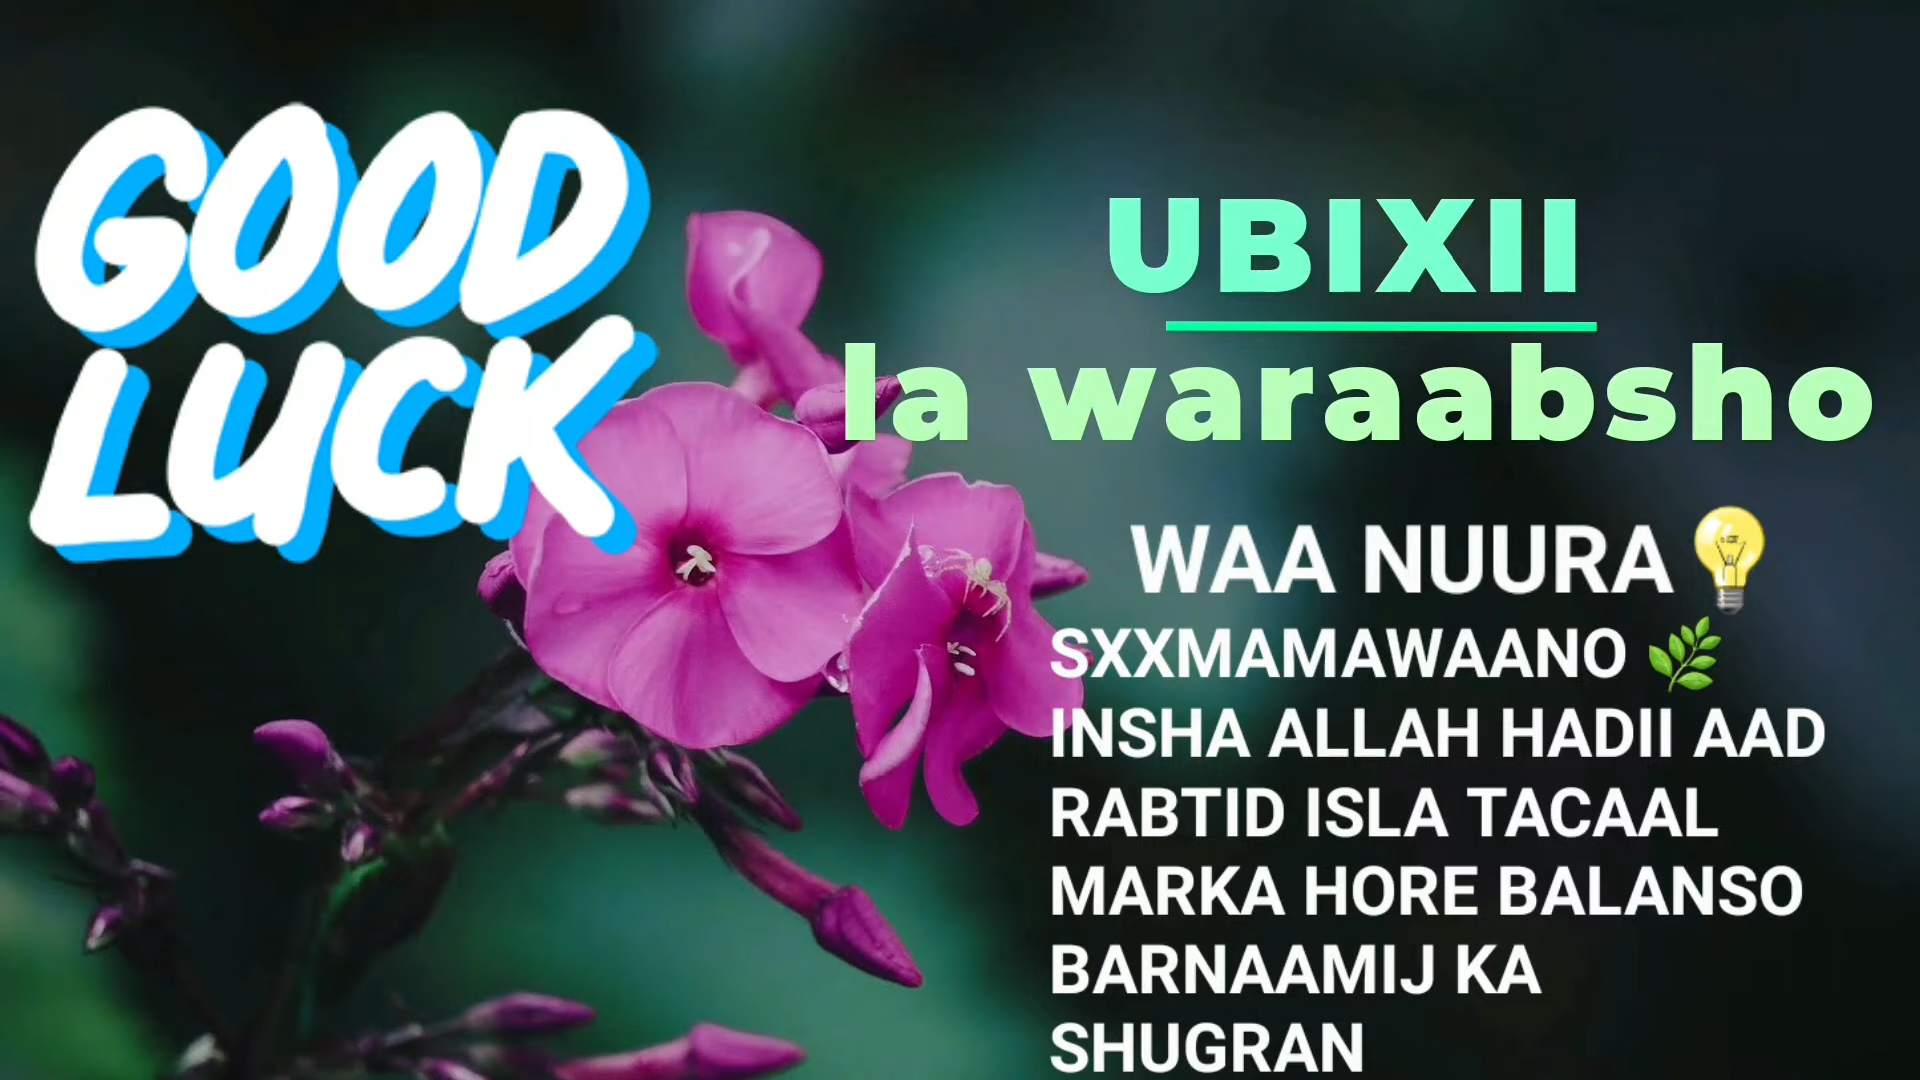 GOOD
LUCK
UBIXII
la waraabsho
WAA NUURA💡
SXXMAMAWAANO 🌿
INSHA ALLAH HADII AAD
RABTID ISLA TACAAL
MARKA HORE BALANSO
BARNAAMIJ KA
SHUGRAN